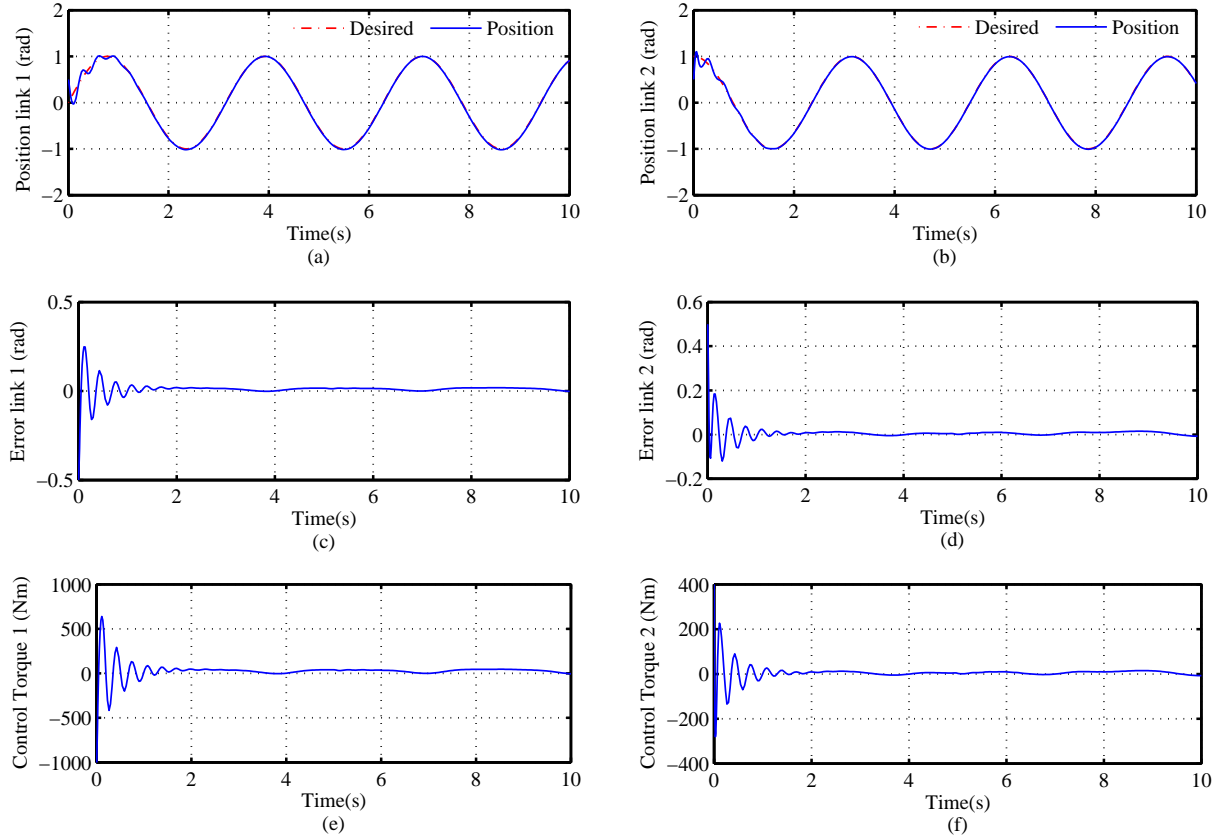 2
1
0
−1
−2
Position link 1 (rad)
Desired
Position
0
2
4
6
8
10
Time(s)
(a)
2
1
0
−1
−2
Position link 2 (rad)
Desired
Position
0
2
4
6
8
10
Time(s)
(b)
0.5
0
−0.5
Error link 1 (rad)
0
2
4
6
8
10
Time(s)
(c)
0.6
0.4
0.2
0
−0.2
Error link 2 (rad)
0
2
4
6
8
10
Time(s)
(d)
1000
500
0
−500
−1000
Control Torque 1 (Nm)
0
2
4
6
8
10
Time(s)
(e)
400
200
0
−200
−400
Control Torque 2 (Nm)
0
2
4
6
8
10
Time(s)
(f)